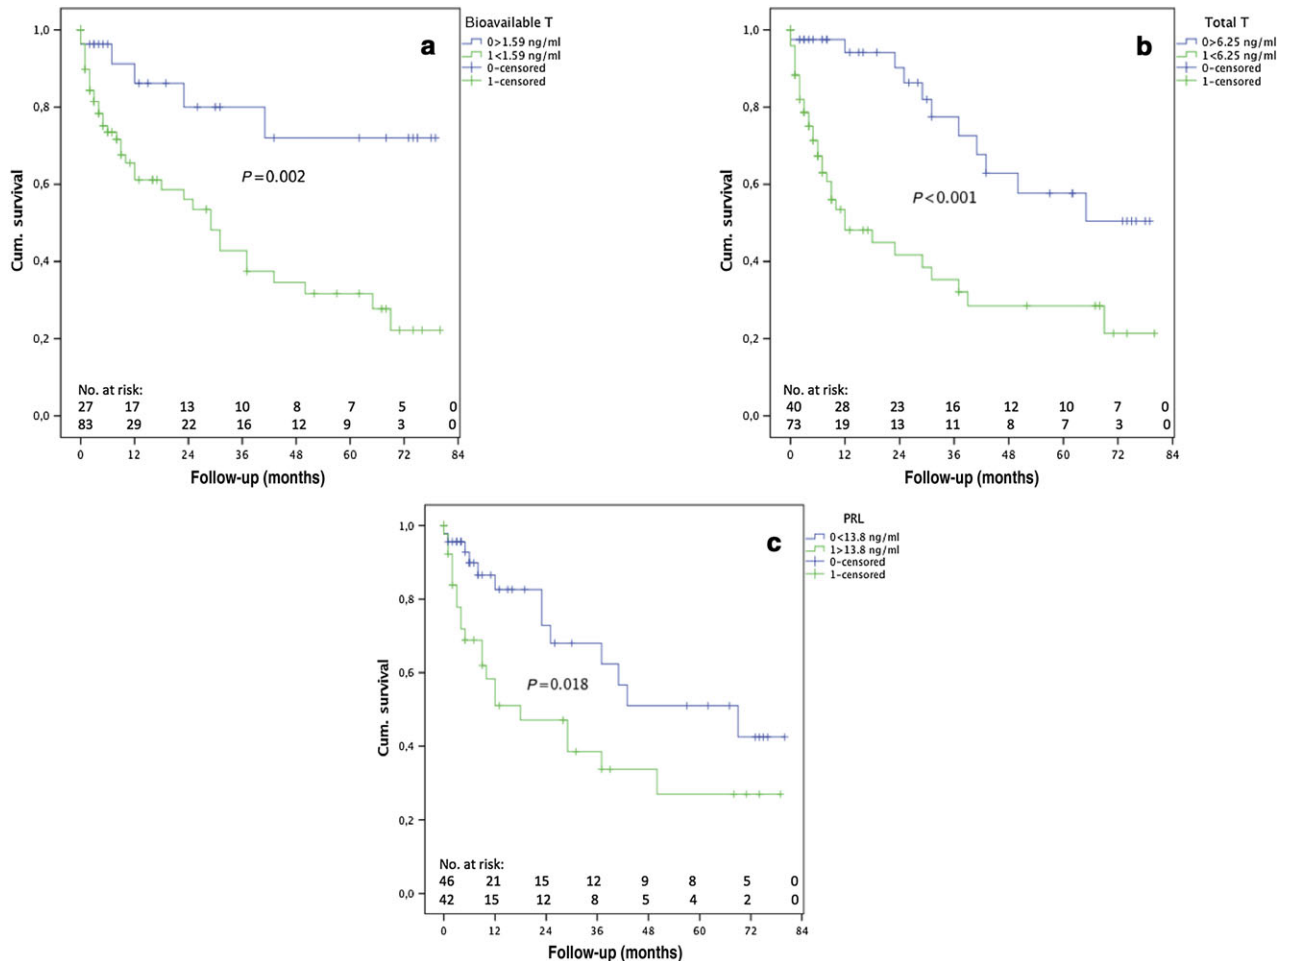 a
Bioavailable T
0>1.59 ng/ml
1<1.59 ng/ml
0-censored
1-censored
1,0
0,8
0,6
0,4
0,2
0,0
Cum. survival
P=0.002
No. at risk:
27 17 13 10 8 7 5 0
83 29 22 16 12 9 3 0
0 12 24 36 48 60 72 84
Follow-up (months)
b
Total T
0>6.25 ng/ml
1<6.25 ng/ml
0-censored
1-censored
1,0
0,8
0,6
0,4
0,2
0,0
Cum. survival
P<0.001
No. at risk:
40 28 23 16 12 10 7 0
73 19 13 11 8 7 3 0
0 12 24 36 48 60 72 84
Follow-up (months)
c
PRL
0<13.8 ng/ml
1>13.8 ng/ml
0-censored
1-censored
1,0
0,8
0,6
0,4
0,2
0,0
Cum. survival
P=0.018
No. at risk:
46 21 15 12 9 8 5 0
42 15 12 8 5 4 2 0
0 12 24 36 48 60 72 84
Follow-up (months)